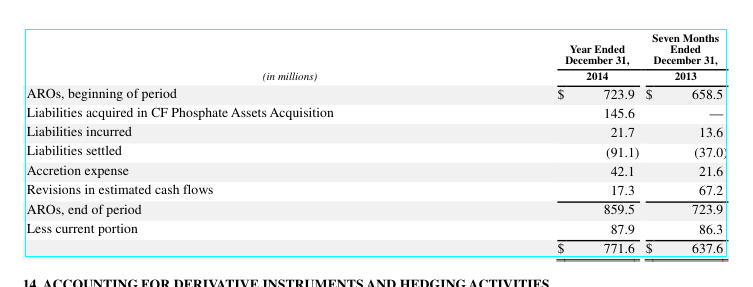 Seven Months
Year Ended Ended
December 31, December 31,
(in millions) 2014 2013
AROs, beginning of period $ 723.9 $ 658.5
Liabilities acquired in CF Phosphate Assets Acquisition 145.6 —
Liabilities incurred 21.7 13.6
Liabilities settled (91.1) (37.0)
Accretion expense 42.1 21.6
Revisions in estimated cash flows 17.3 67.2
AROs, end of period 859.5 723.9
Less current portion 87.9 86.3
$ 771.6 $ 637.6
14. ACCOUNTING FOR DERIVATIVE INSTRUMENTS AND HEDGING ACTIVITIES